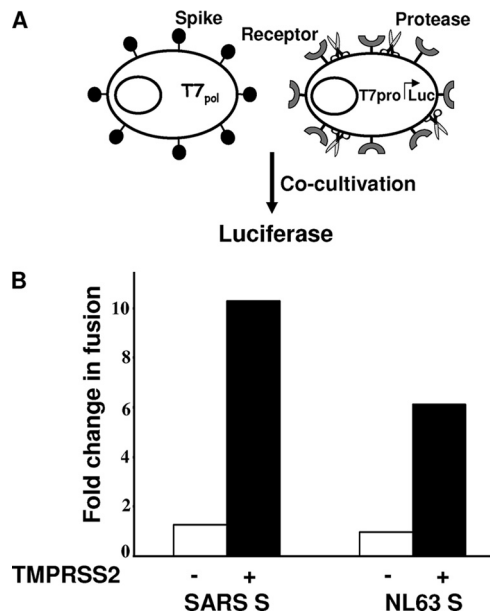 A
Spike
Receptor
Protease
T7pol
T7pro Luc
Co-cultivation
Luciferase
B
Fold change in fusion
10
8
6
4
2
0
TMPRSS2 - + - +
SARS S NL63 S